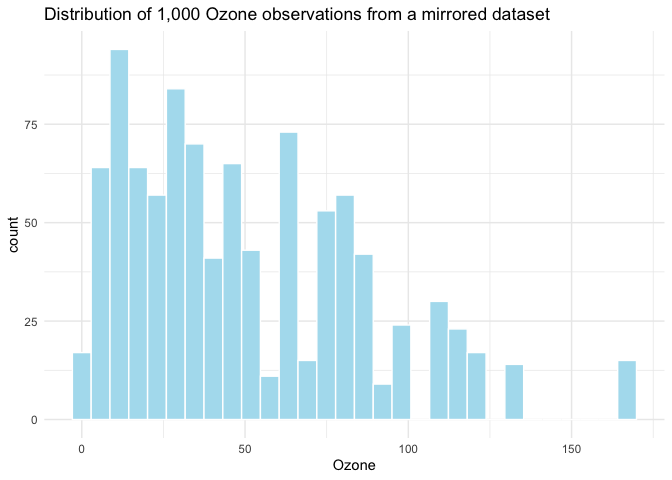 Distribution of 1,000 Ozone observations from a mirrored dataset
75
50
25
0
count
0 50 100 150
Ozone